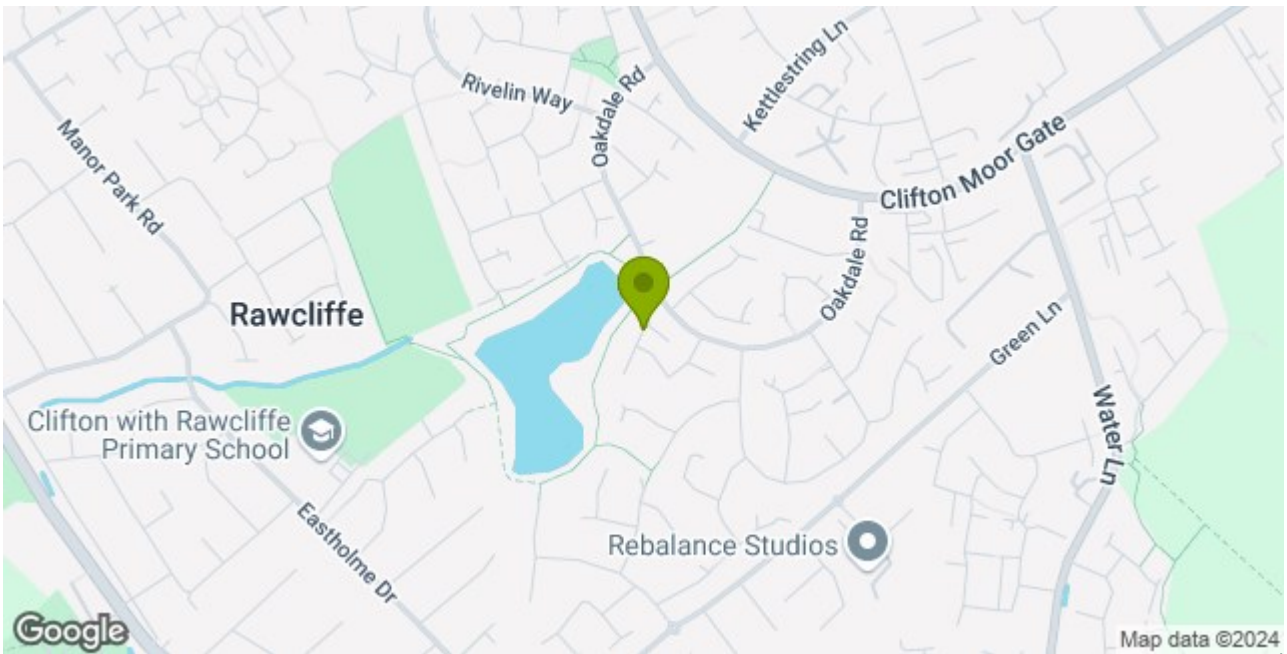 Kettlestring Ln
Rivelin Way
Oakdale Rd
Manor Park Rd
Clifton Moor Gate
Rawcliffe
Oakdale Rd
Green Ln
Clifton with Rawcliffe
Primary School
Water Ln
Eastholme Dr
Rebalance Studios
Google
Map data ©2024